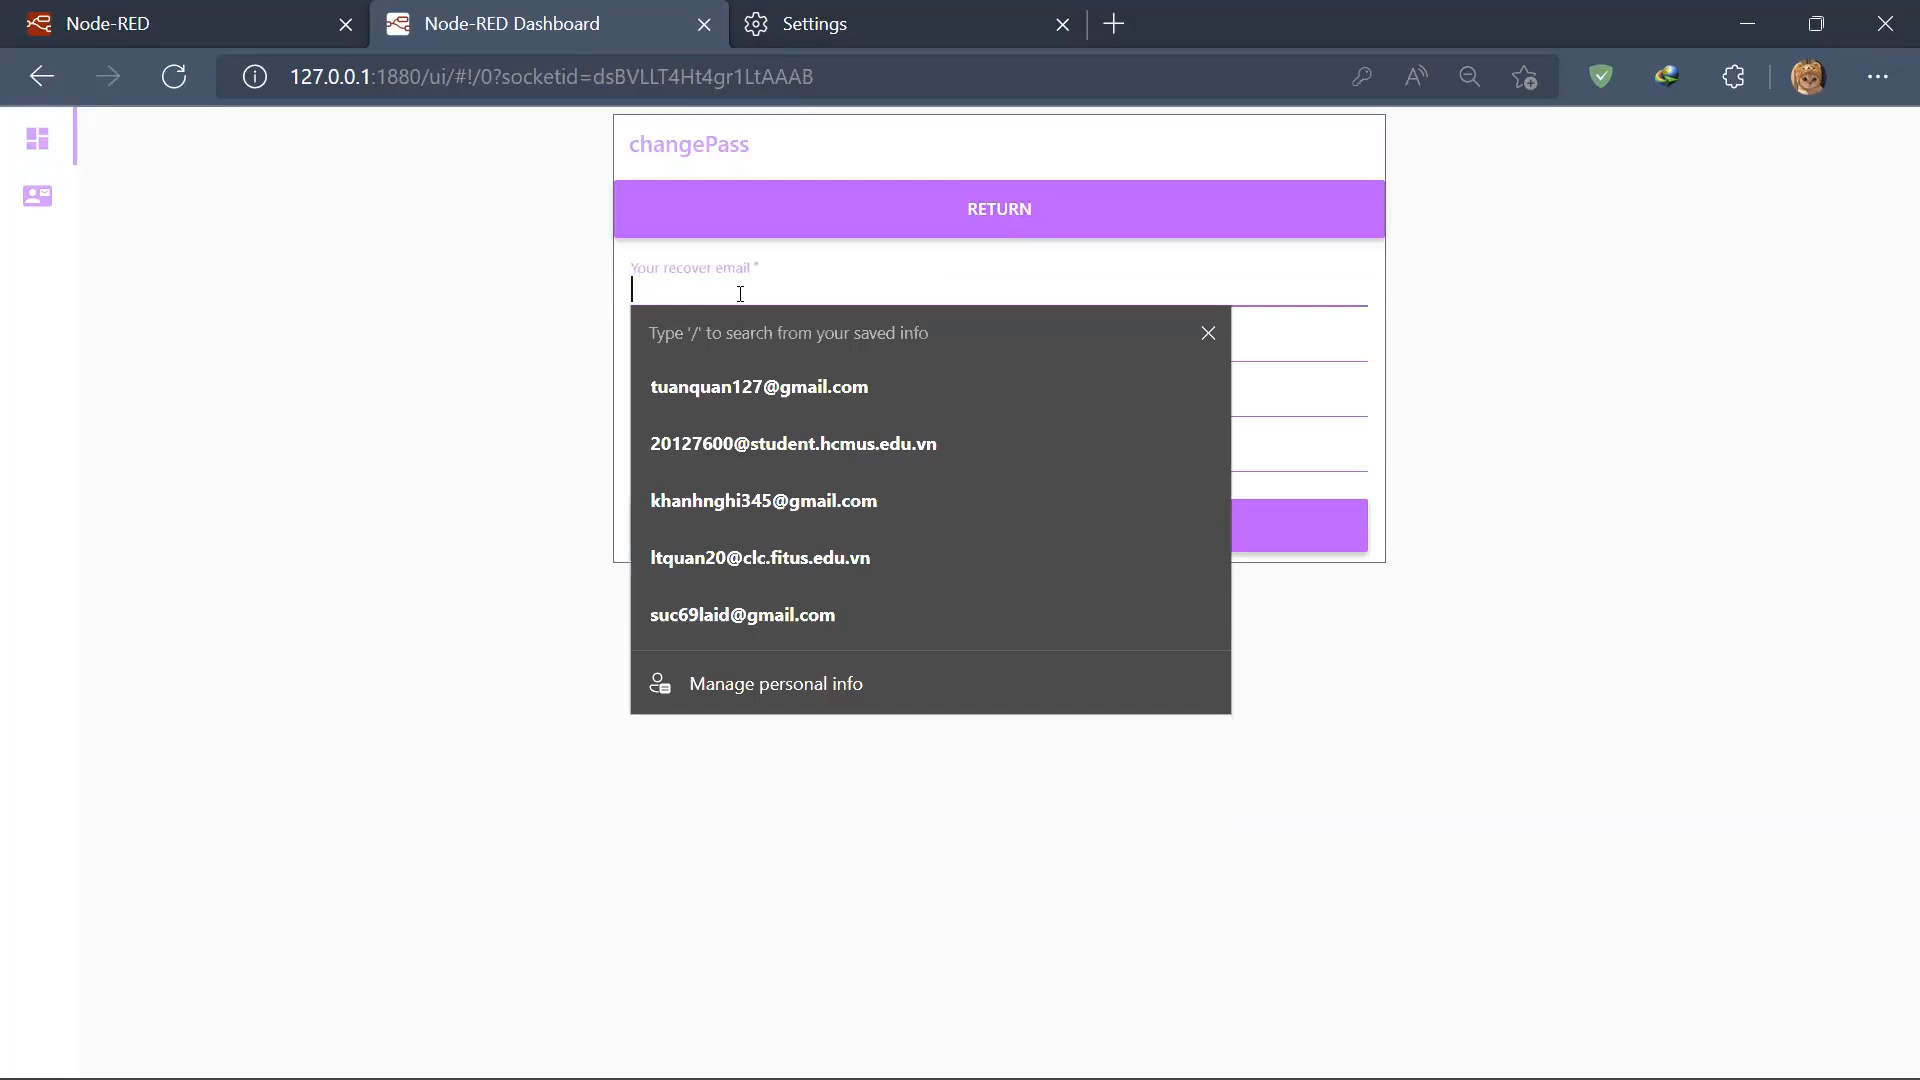 Node-RED
Node-RED Dashboard
Settings
127.0.0.1:1880/ui/#!/0?socketid=dsBVLLT4Ht4gr1LtAAAB
changePass
RETURN
Your recover email *
Type '/' to search from your saved info
tuanquan127@gmail.com
20127600@student.hcmus.edu.vn
khanhnghi345@gmail.com
ltquan20@clc.fitus.edu.vn
suc69laid@gmail.com
Manage personal info